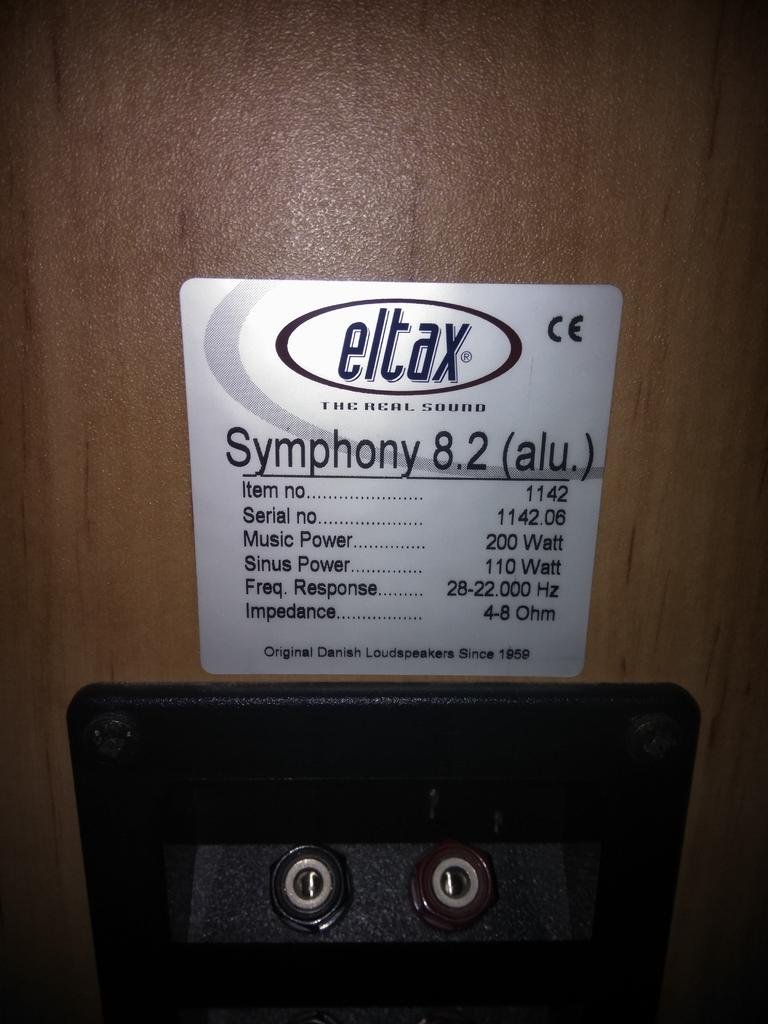 eltax®
CE
THE REAL SOUND
Symphony 8.2 (alu.)
Item no...................... 1142
Serial no.................... 1142.06
Music Power.............. 200 Watt
Sinus Power............... 110 Watt
Freq. Response......... 28-22.000 Hz
Impedance................. 4-8 Ohm
Original Danish Loudspeakers Since 1959